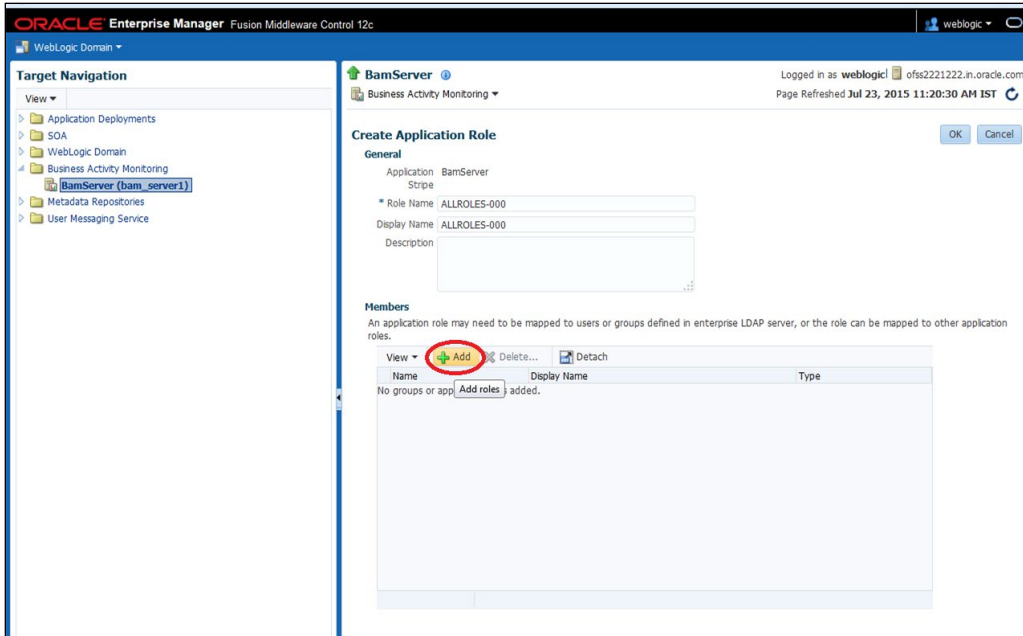 ORACLE Enterprise Manager Fusion Middleware Control 12c
weblogic
WebLogic Domain
Target Navigation
View
Application Deployments
SOA
WebLogic Domain
Business Activity Monitoring
BamServer (bam_server1)
Metadata Repositories
User Messaging Service
BamServer
Logged in as weblogic| ofss2221222.in.oracle.com
Business Activity Monitoring
Page Refreshed Jul 23, 2015 11:20:30 AM IST
Create Application Role
OK Cancel
General
Application Stripe BamServer
* Role Name ALLROLES-000
Display Name ALLROLES-000
Description
Members
An application role may need to be mapped to users or groups defined in enterprise LDAP server, or the role can be mapped to other application
roles.
View Add Delete... Detach
Name Display Name Type
No groups or app s added.
Add roles